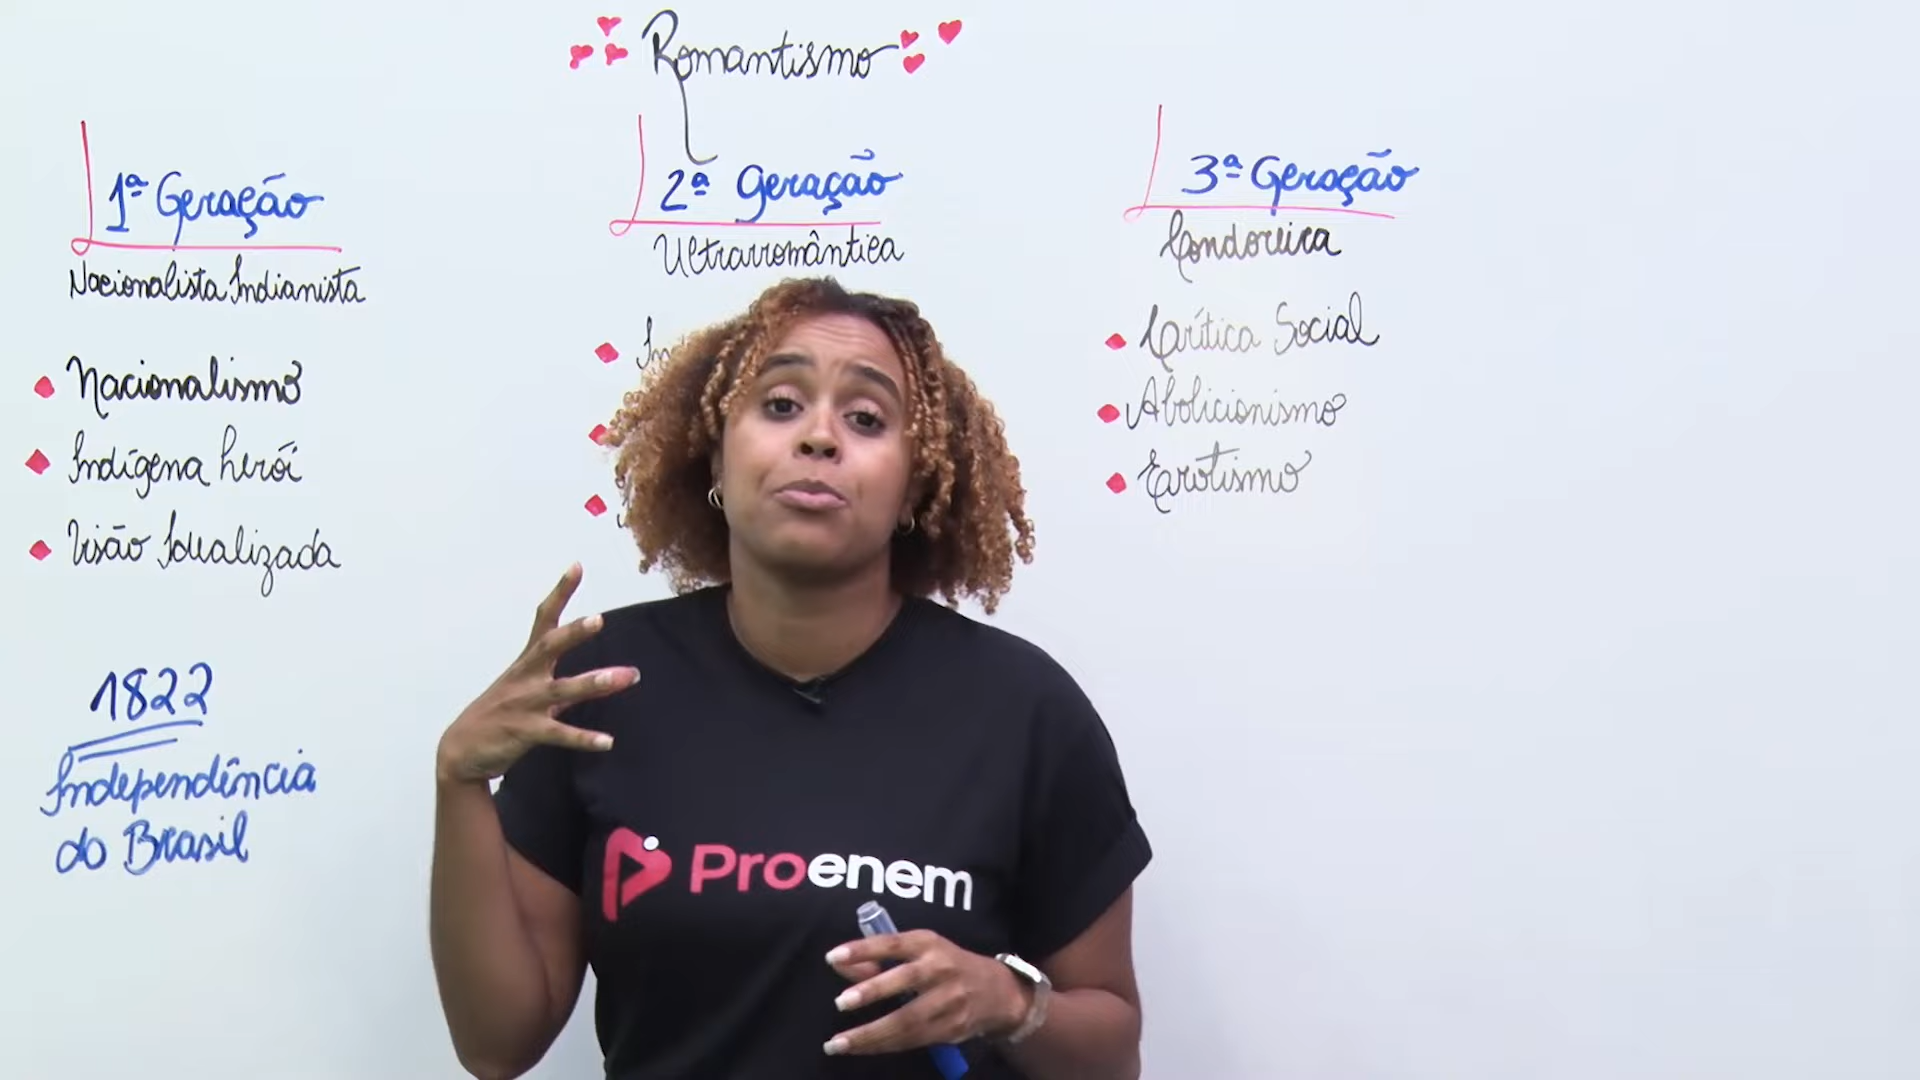 Romantismo
1ª Geração
Nacionalista Indianista
Nacionalismo
Indígena herói
Visão Idealizada
1822
Independência
do Brasil
2ª Geração
Ultrarromântica
3ª Geração
Condoreira
Crítica Social
Abolicionismo
Erotismo
Proenem